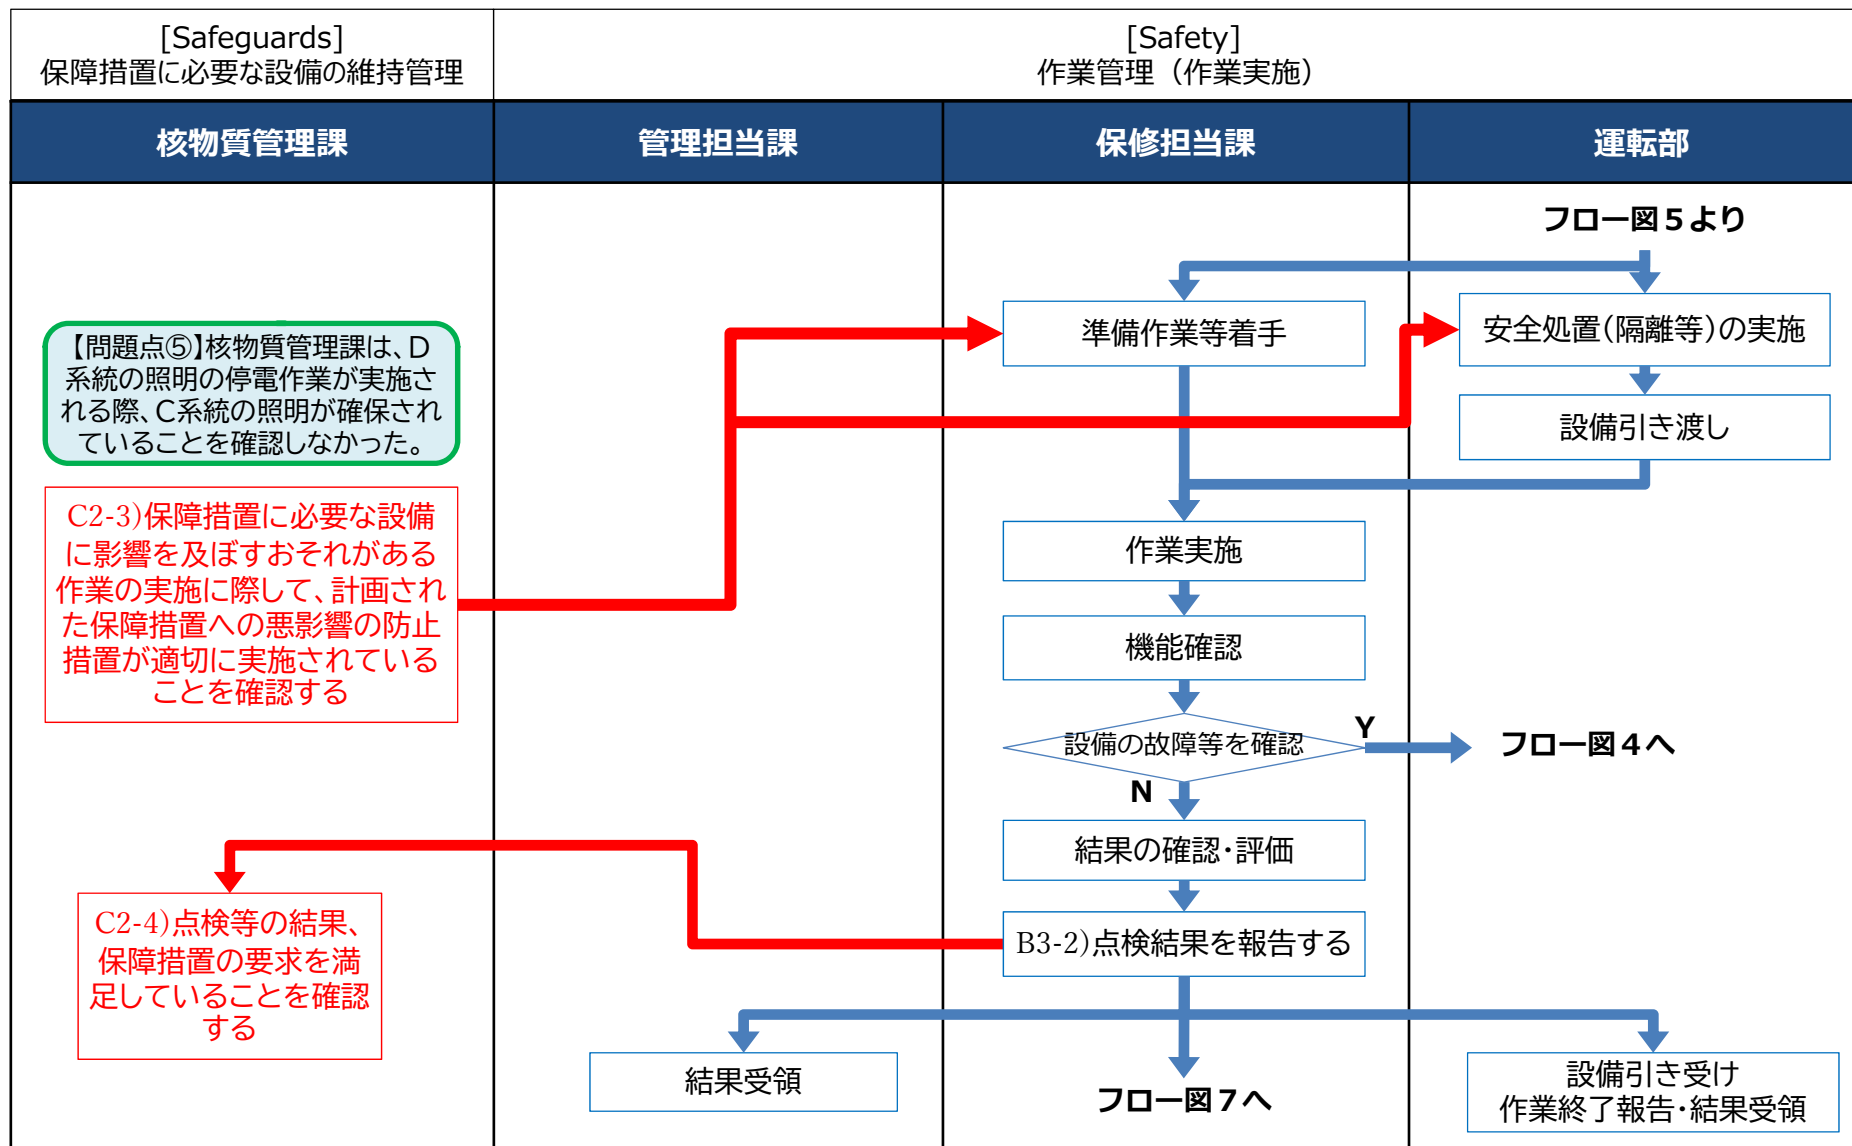 [Safeguards]
保障措置に必要な設備の維持管理
[Safety]
作業管理（作業実施）
核物質管理課
管理担当課
保修担当課
運転部
フロー図５より
準備作業等着手
安全処置(隔離等)の実施
【問題点⑤】核物質管理課は、D
系統の照明の停電作業が実施さ
れる際、C系統の照明が確保され
ていることを確認しなかった。
設備引き渡し
C2-3)保障措置に必要な設備
に影響を及ぼすおそれがある
作業の実施に際して、計画され
た保障措置への悪影響の防止
措置が適切に実施されている
ことを確認する
作業実施
機能確認
設備の故障等を確認
Y
フロー図４へ
N
結果の確認・評価
C2-4)点検等の結果、
保障措置の要求を満
足していることを確認
する
B3-2)点検結果を報告する
結果受領
フロー図７へ
設備引き受け
作業終了報告・結果受領